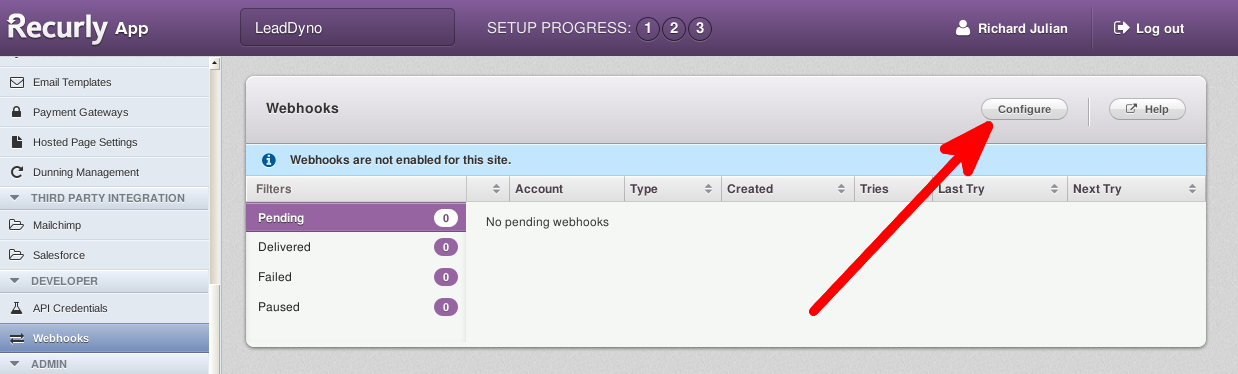 Recurly App
LeadDyno
SETUP PROGRESS: 1 2 3
Richard Julian
Log out
Email Templates
Payment Gateways
Hosted Page Settings
Dunning Management
THIRD PARTY INTEGRATION
Mailchimp
Salesforce
DEVELOPER
API Credentials
Webhooks
ADMIN
Webhooks
Configure
Help
Webhooks are not enabled for this site.
Filters
Account
Type
Created
Tries
Last Try
Next Try
Pending 0
Delivered 0
Failed 0
Paused 0
No pending webhooks